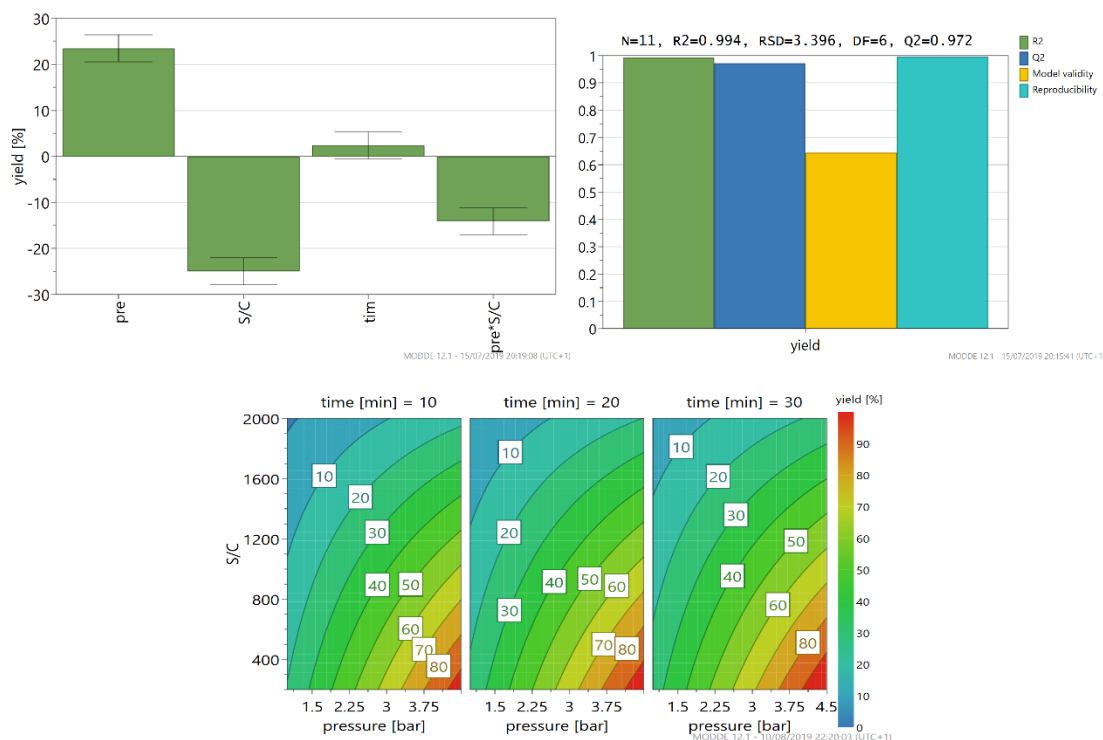 30
20
10
0
-10
-20
-30
yield [%]
pre
S/C
tim
pre*S/C
MODDE 12.1 - 15/07/2019 20:19:08 (UTC+1)
N=11, R2=0.994, RSD=3.396, DF=6, Q2=0.972
1
0.9
0.8
0.7
0.6
0.5
0.4
0.3
0.2
0.1
0
yield
R2
Q2
Model validity
Reproducibility
MODDE 12.1 - 15/07/2019 20:15:41 (UTC+1
time [min] = 10
time [min] = 20
time [min] = 30
yield [%]
2000
1600
1200
800
400
S/C
10
20
30
40
50
60
70
80
10
20
30
40
50
60
70
80
10
20
30
40
50
60
80
90
80
70
60
50
40
30
20
10
0
1.5 2.25 3 3.75
1.5 2.25 3 3.75
1.5 2.25 3 3.75 4.5
pressure [bar]
pressure [bar]
pressure [bar]
MODDE 12.1 - 10/08/2019 22:20:03 (UTC+1)